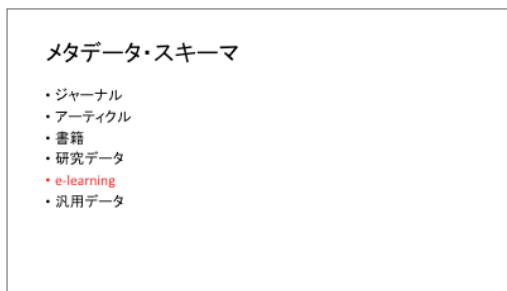 メタデータ・スキーマ
• ジャーナル
• アーティクル
• 書籍
• 研究データ
• e-learning
• 汎用データ